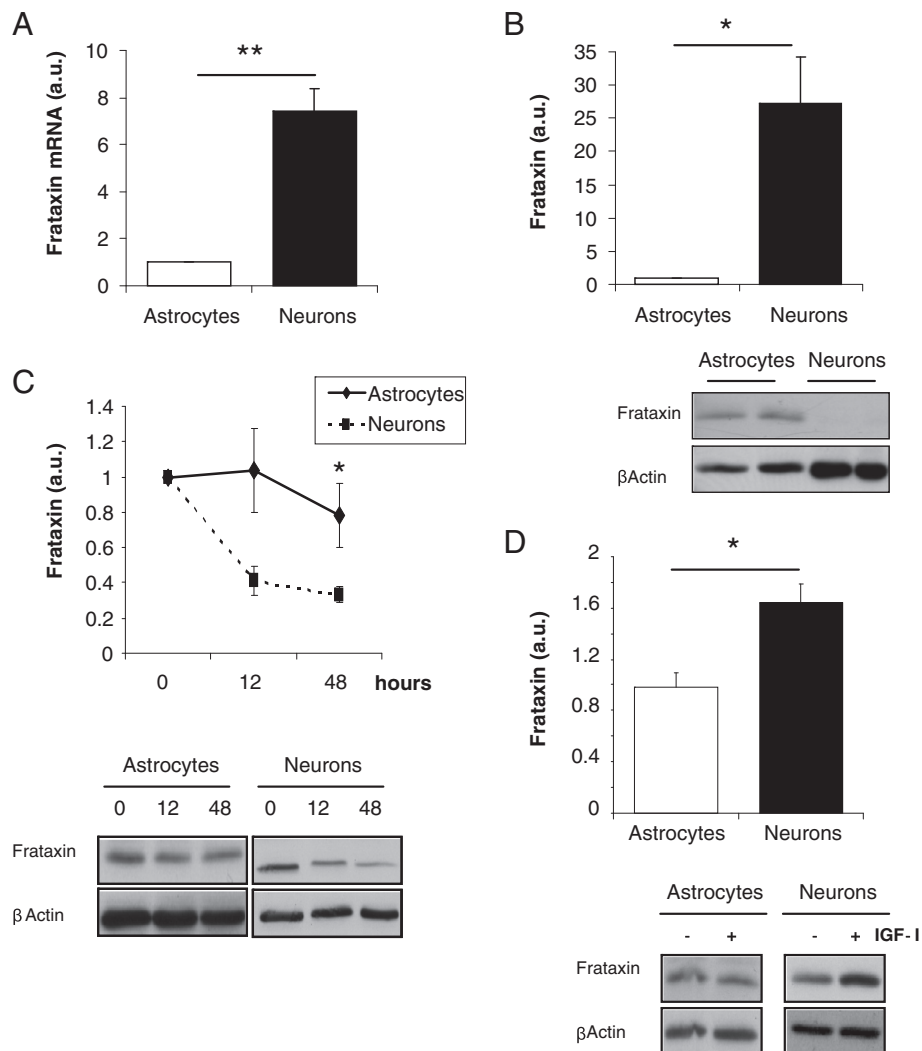 A
Frataxin mRNA (a.u.)
10
8
6
4
2
0
**
Astrocytes
Neurons
B
Frataxin (a.u.)
35
30
25
20
15
10
5
0
*
Astrocytes
Neurons
Astrocytes Neurons
Frataxin
βActin
C
Frataxin (a.u.)
1.4
1.2
1
0.8
0.6
0.4
0.2
0
Astrocytes
Neurons
*
0 12 48 hours
Astrocytes Neurons
0 12 48 0 12 48
Frataxin
β Actin
D
Frataxin (a.u.)
2
1.6
1.2
0.8
0.4
0
*
Astrocytes
Neurons
Astrocytes Neurons
- + - + IGF-I
Frataxin
βActin